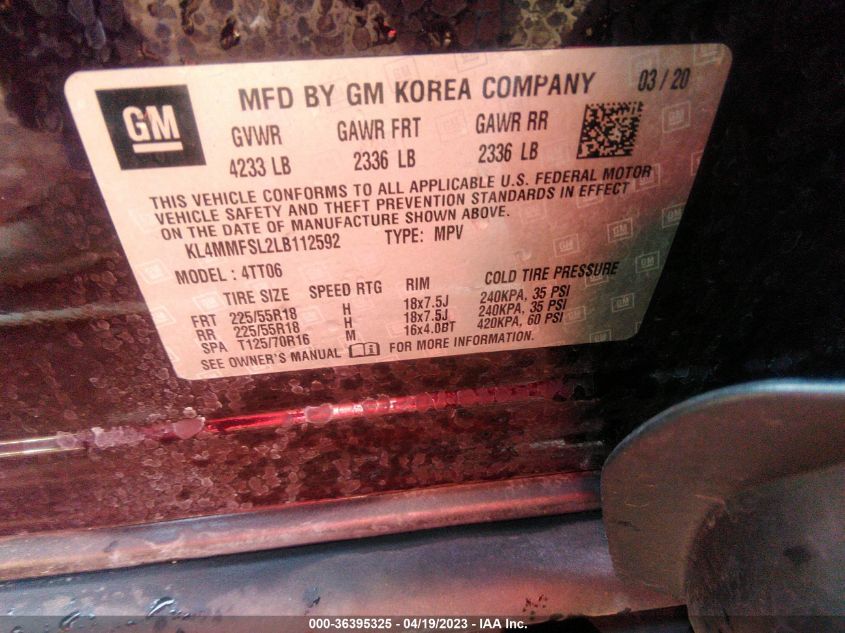 GM
MFD BY GM KOREA COMPANY 03 / 20
GVWR GAWR FRT GAWR RR
4233 LB 2336 LB 2336 LB
THIS VEHICLE CONFORMS TO ALL APPLICABLE U.S. FEDERAL MOTOR
VEHICLE SAFETY AND THEFT PREVENTION STANDARDS IN EFFECT
ON THE DATE OF MANUFACTURE SHOWN ABOVE.
KL4MMFSL2LB112592 TYPE: MPV
MODEL : 4TT06
TIRE SIZE SPEED RTG RIM COLD TIRE PRESSURE
FRT 225/55R18 H 18x7.5J 240KPA, 35 PSI
RR 225/55R18 H 18x7.5J 240KPA, 35 PSI
SPA T125/70R16 M 16x4.0BT 420KPA, 60 PSI
SEE OWNER'S MANUAL FOR MORE INFORMATION.
000-36395325 - 04/19/2023 - IAA Inc.